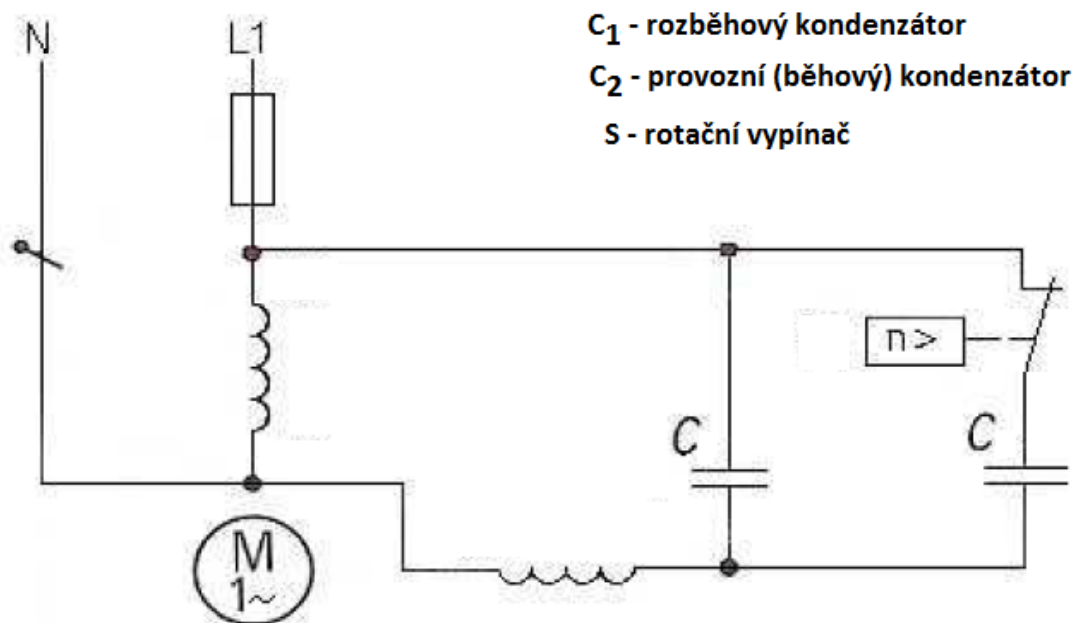 N
L1
C1 - rozběhový kondenzátor
C2 - provozní (běhový) kondenzátor
S - rotační vypínač
n >
C
C
M
1~